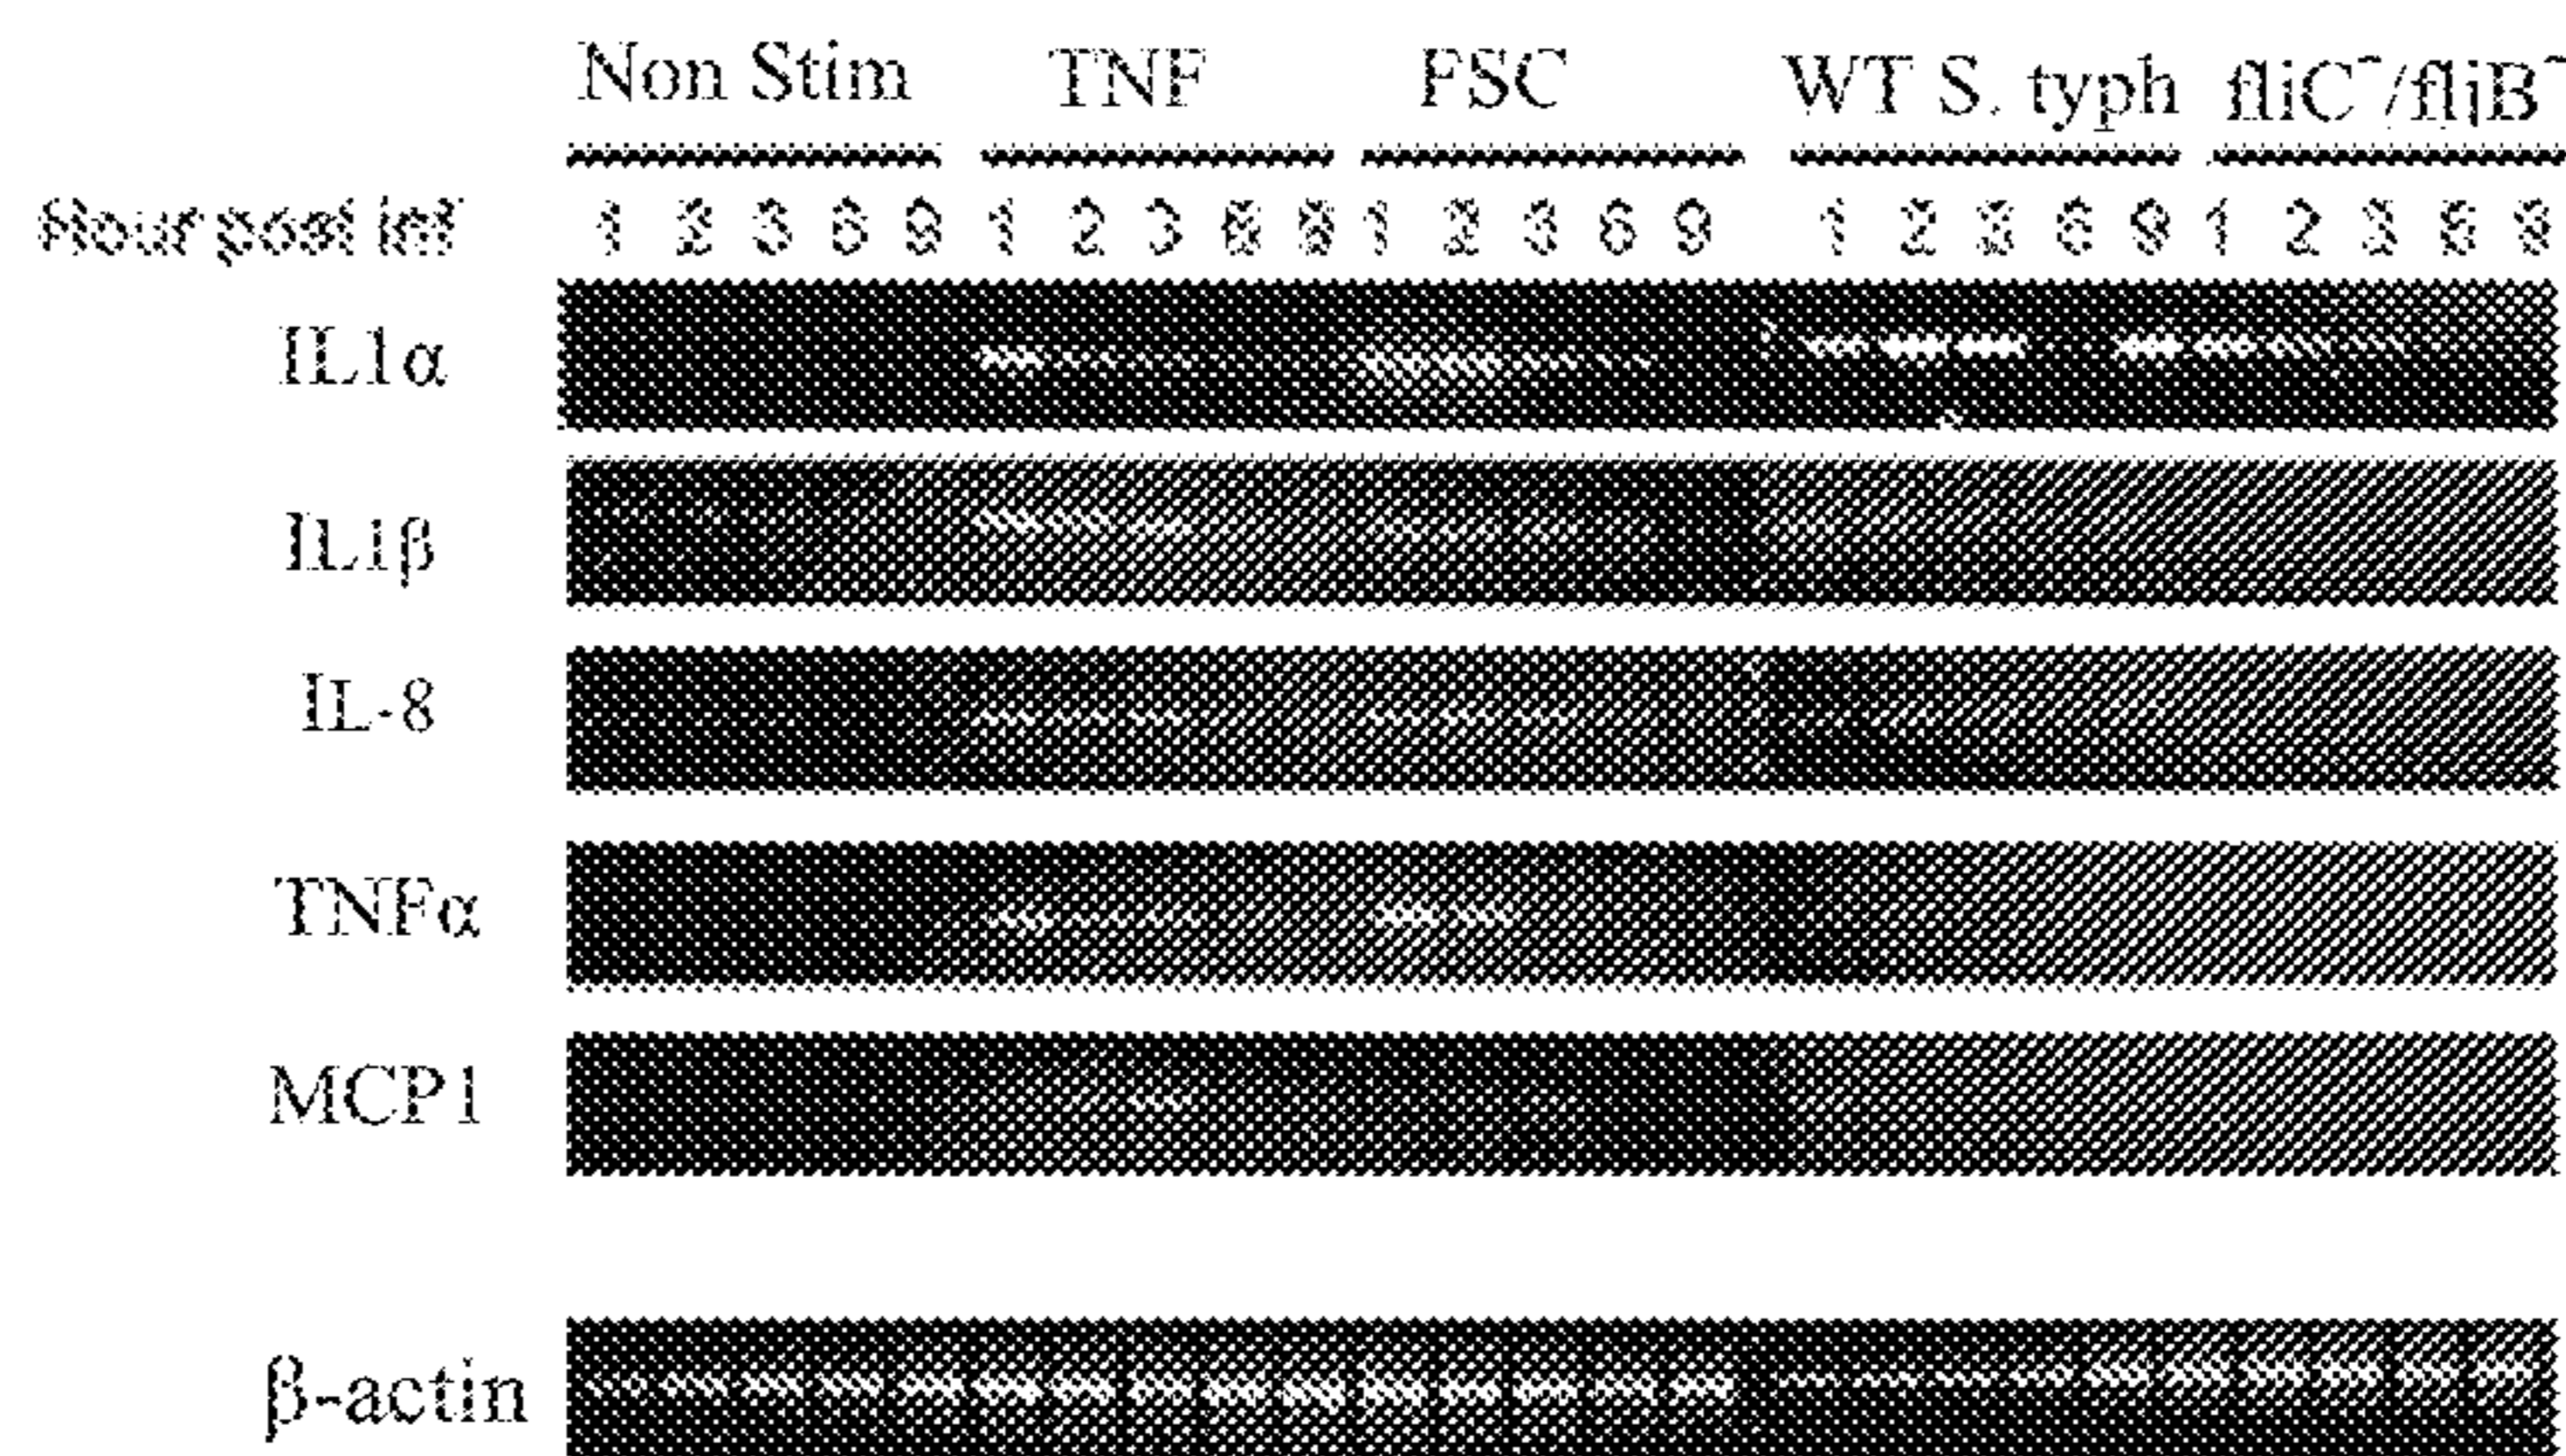 Non Stim TNF FSC WT S. typh fliC⁻/fljB⁻
Hour post inf 1 2 3 6 9 1 2 3 6 9 1 2 3 6 9 1 2 3 6 9 1 2 3 6 9
IL1α
IL1β
IL-8
TNFα
MCP1
β-actin